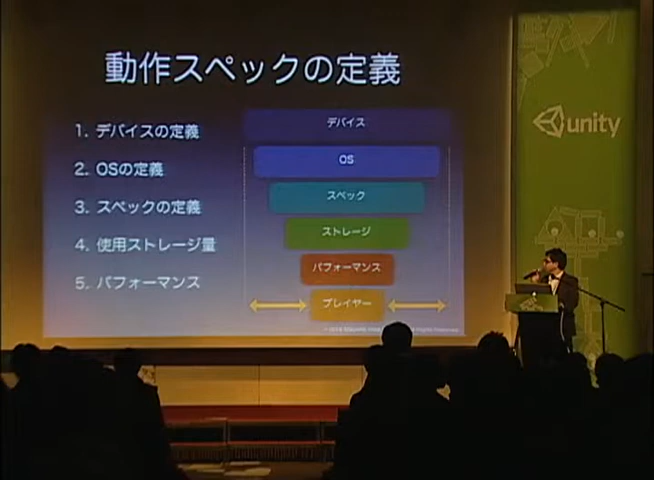 動作スペックの定義
1. デバイスの定義
2. OSの定義
3. スペックの定義
4. 使用ストレージ量
5. パフォーマンス
デバイス
OS
スペック
ストレージ
パフォーマンス
プレイヤー
unity